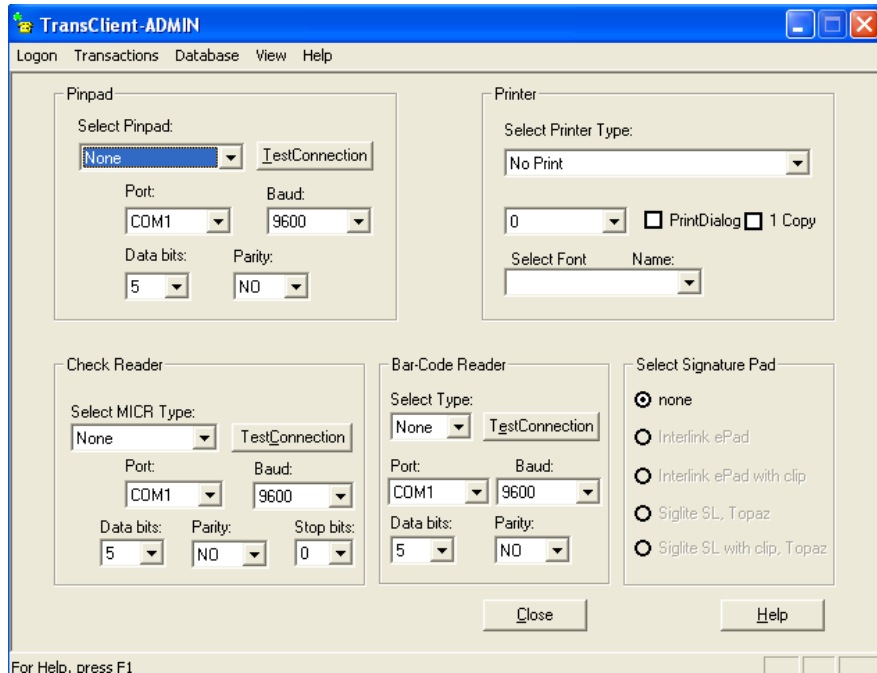 TransClient-ADMIN
Logon Transactions Database View Help
Pinpad
Select Pinpad:
None TestConnection
Port: Baud:
COM1 9600
Data bits: Parity:
5 NO
Printer
Select Printer Type:
No Print
0 PrintDialog 1 Copy
Select Font Name:
Check Reader
Select MICR Type:
None TestConnection
Port: Baud:
COM1 9600
Data bits: Parity: Stop bits:
5 NO 0
Bar-Code Reader
Select Type:
None TestConnection
Port: Baud:
COM1 9600
Data bits: Parity:
5 NO
Select Signature Pad
none
Interlink ePad
Interlink ePad with clip
Siglite SL, Topaz
Siglite SL with clip, Topaz
Close Help
For Help, press F1